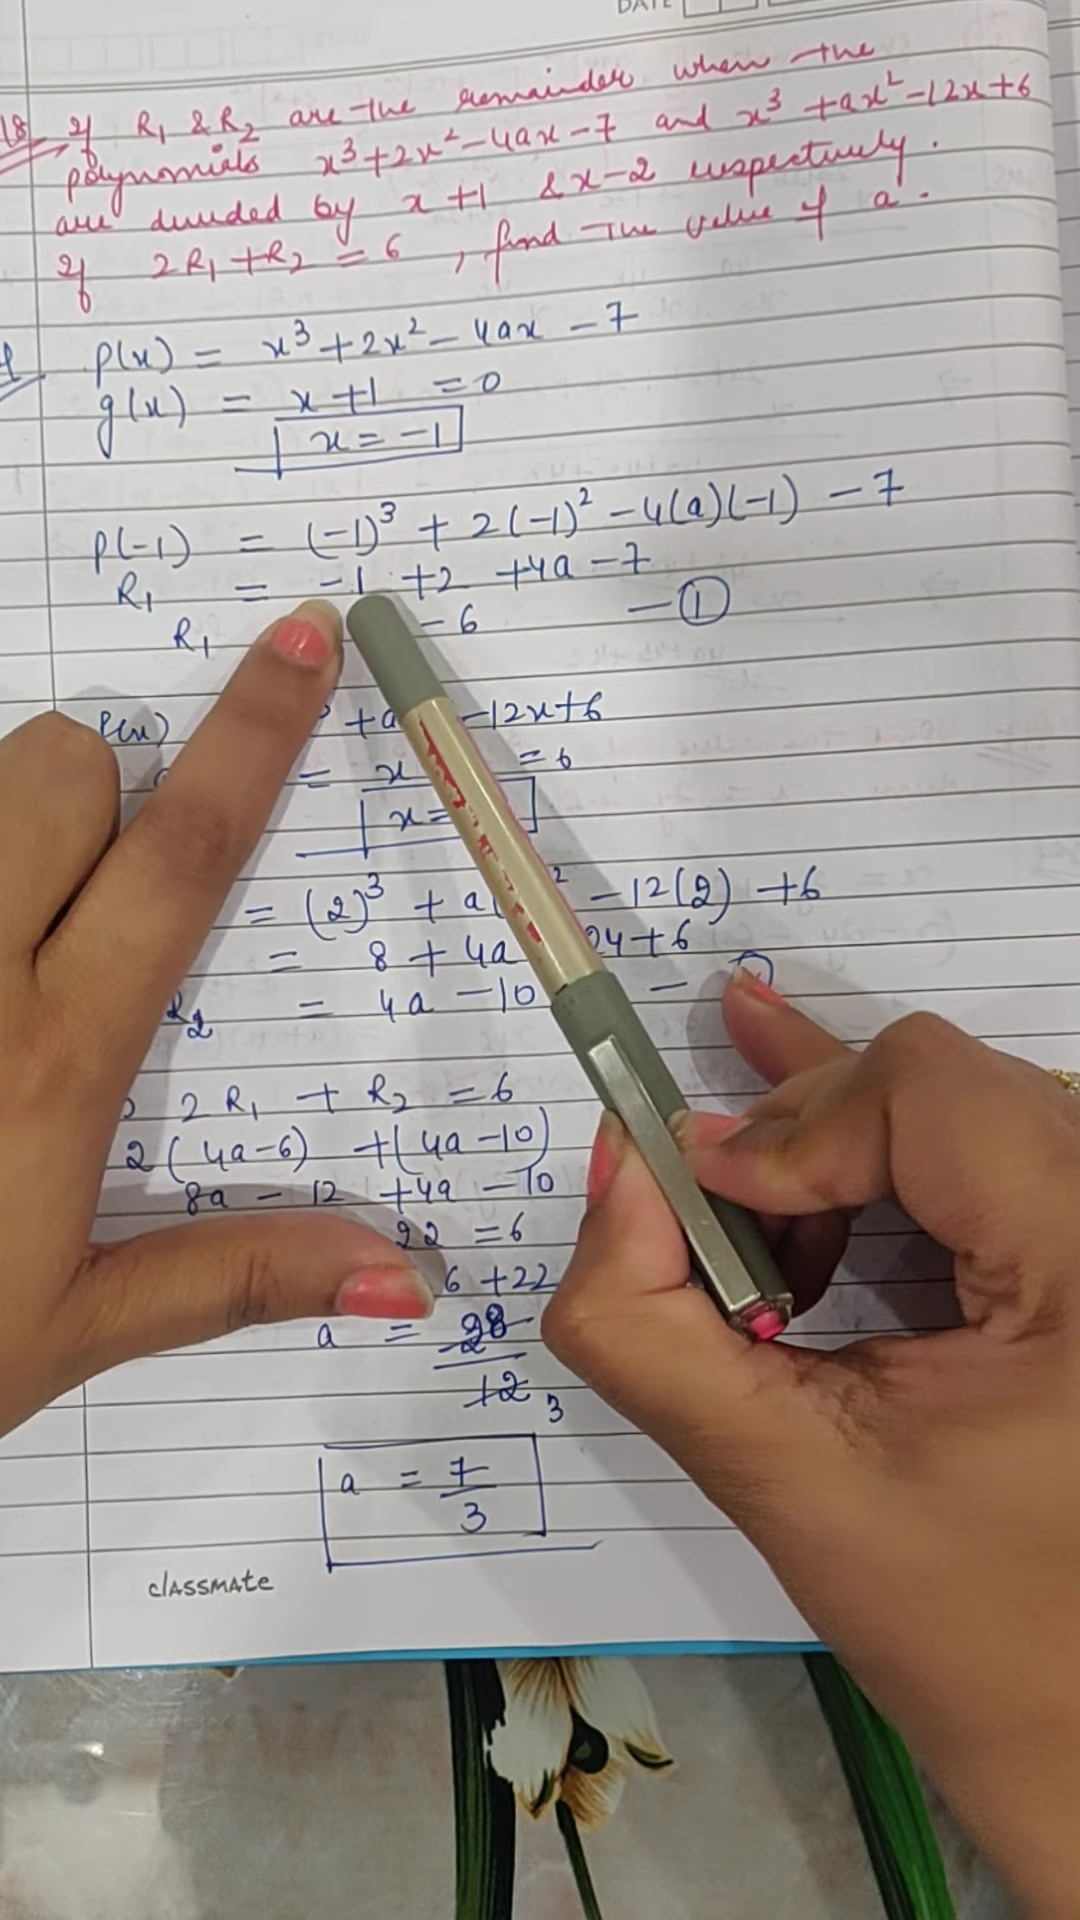 DATE
18 If R₁ & R₂ are the remainder when the
polynomials x³+2x²-4ax-7 and x³+ax²-12x+6
are divided by x+1 & x-2 respectively.
If 2R₁+R₂ = 6, find the value of a.
p(x) = x³+2x²-4ax-7
g(x) = x+1 =0
x = -1
p(-1) = (-1)³ + 2(-1)² - 4(a)(-1) - 7
R₁ = -1 +2 +4a-7
R₁ -6 - ①
P(x) +a -12x+6
= x =6
x=
= (2)³ + a( ² -12(2) +6
= 8 + 4a 24+6
R₂ = 4a -10 -
2R₁ + R₂ = 6
2(4a-6) +(4a-10)
8a - 12 +4a -10
22 =6
6 +22
a = 28
12 3
a = 7
3
classmate